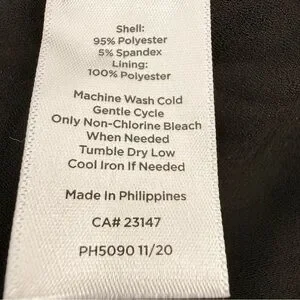 Shell:
95% Polyester
5% Spandex
Lining:
100% Polyester
Machine Wash Cold
Gentle Cycle
Only Non-Chlorine Bleach
When Needed
Tumble Dry Low
Cool Iron If Needed
Made In Philippines
CA# 23147
PH5090 11/20